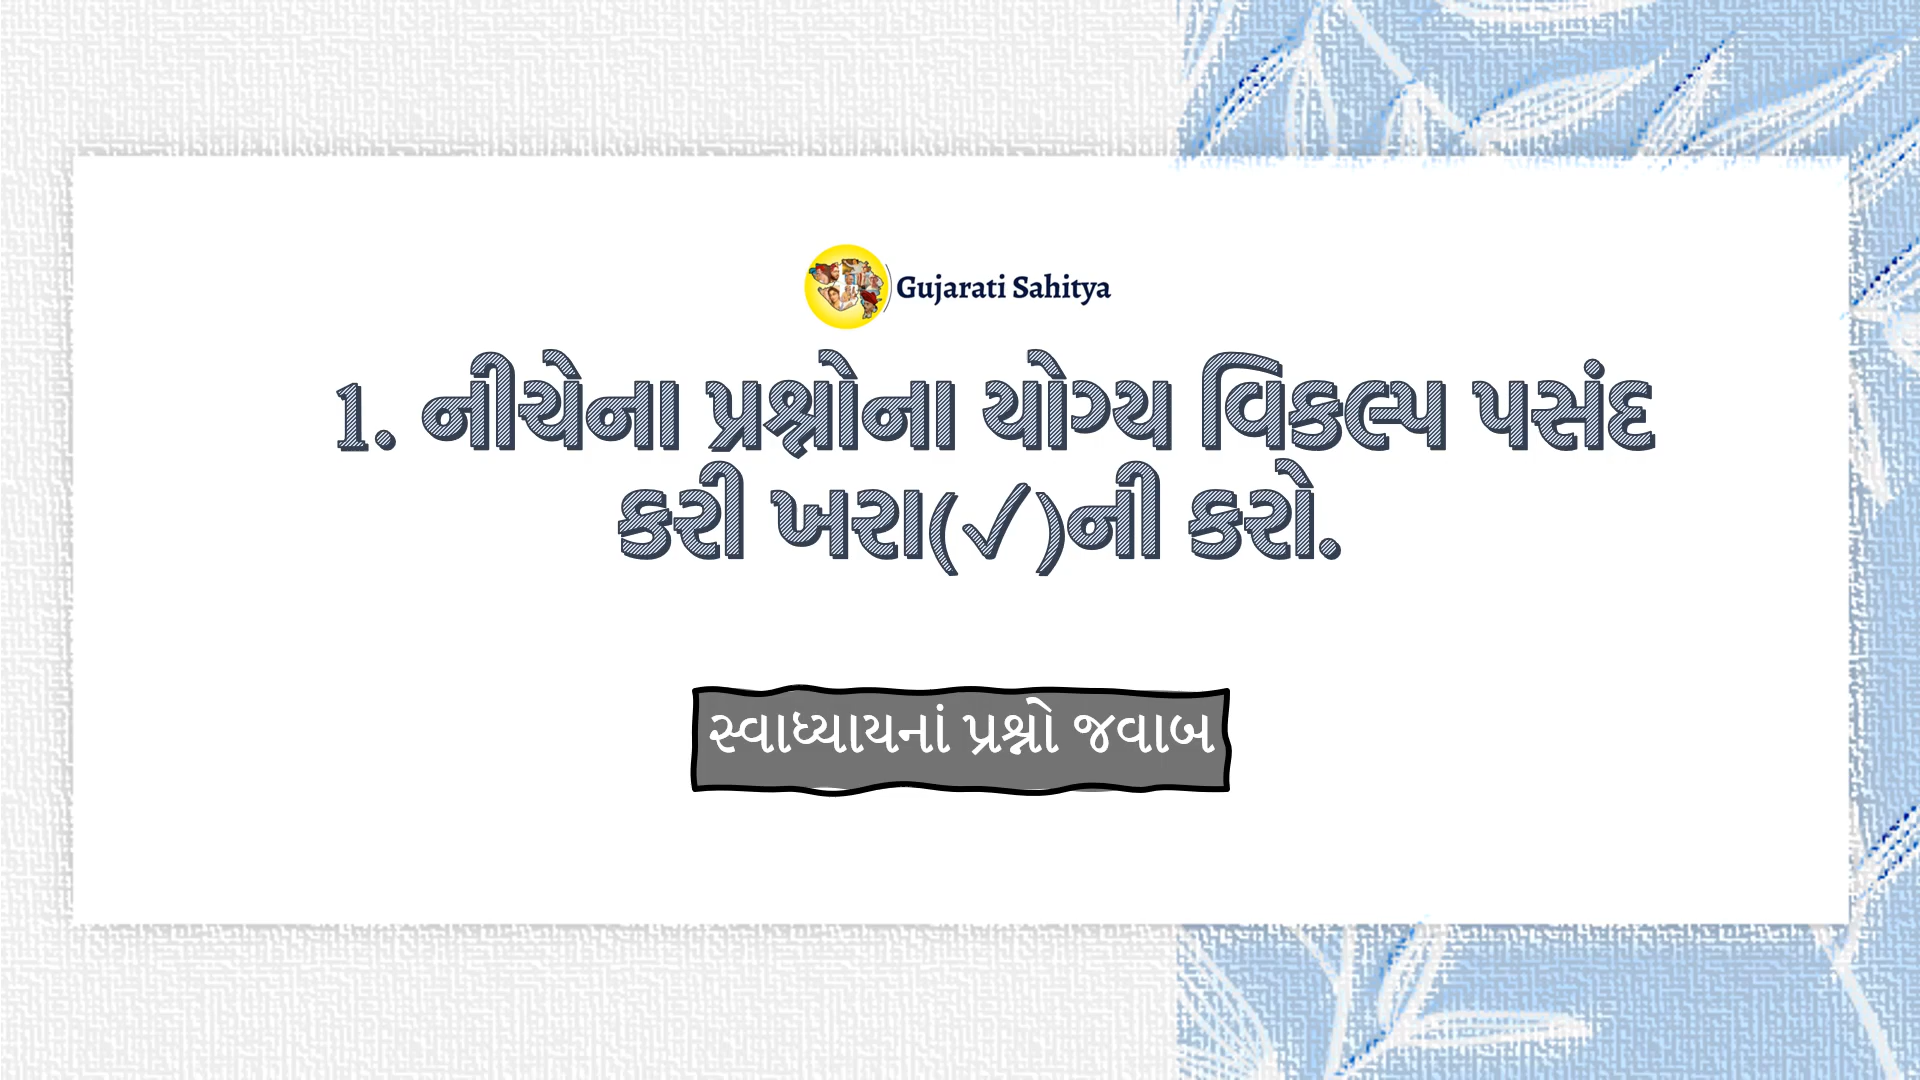 Gujarati Sahitya
1. નીચેના પ્રશ્નોના યોગ્ય વિકલ્પ પસંદ
કરી ખરા(✓)ની કરો.
સ્વાધ્યાયનાં પ્રશ્નો જવાબ